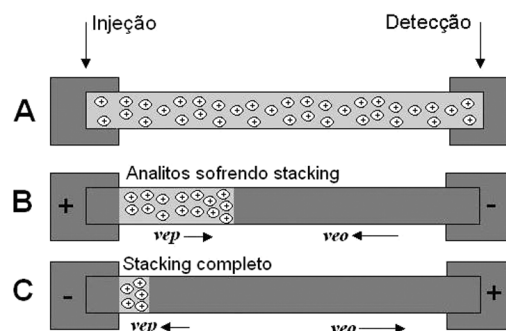 Injeção
Detecção
A
Analitos sofrendo stacking
B
+
-
vep
veo
Stacking completo
C
-
+
vep
veo